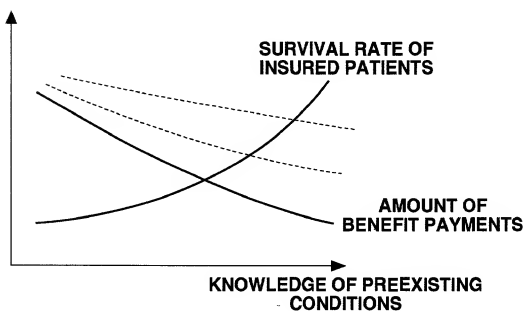 SURVIVAL RATE OF
INSURED PATIENTS
AMOUNT OF
BENEFIT PAYMENTS
KNOWLEDGE OF PREEXISTING
CONDITIONS